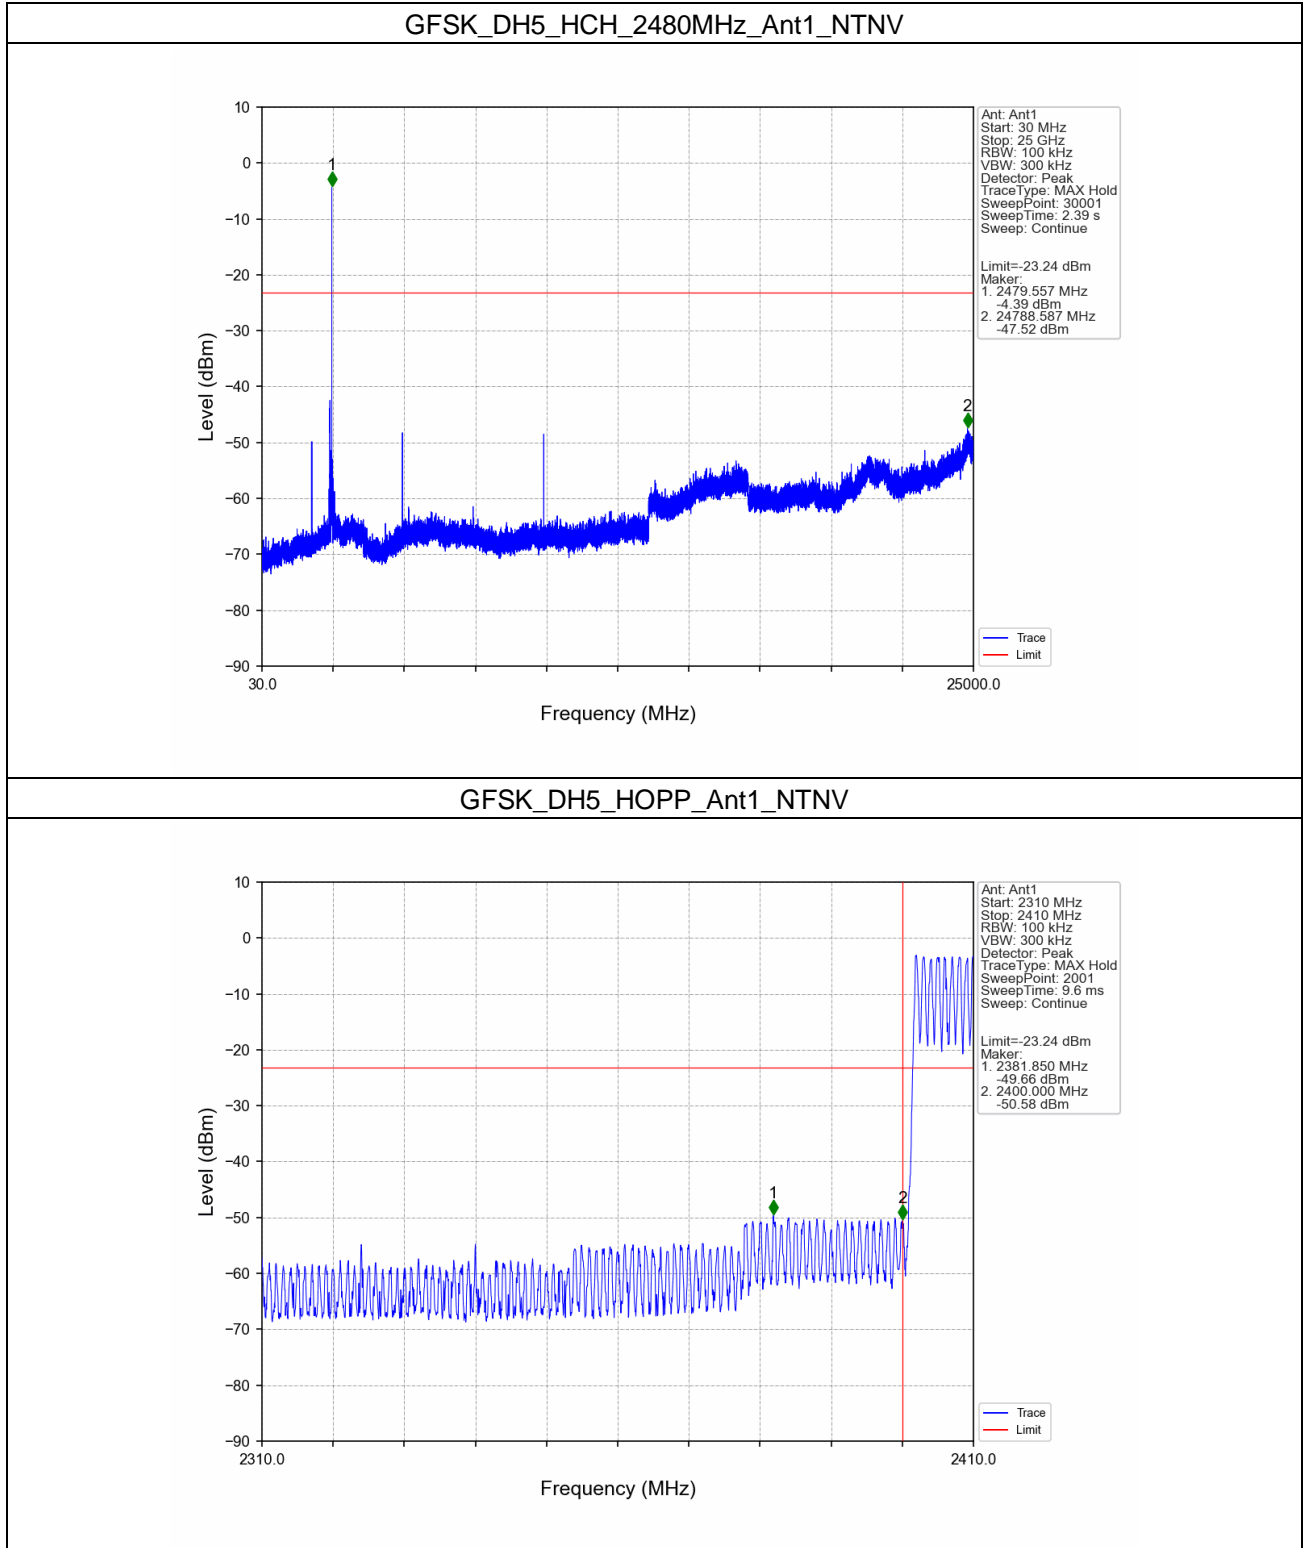 GFSK_DH5_HCH_2480MHz_Ant1_NTNV
10
0
−10
−20
−30
−40
−50
−60
−70
−80
−90
Level (dBm)
1
2
30.0
25000.0
Frequency (MHz)
Ant: Ant1
Start: 30 MHz
Stop: 25 GHz
RBW: 100 kHz
VBW: 300 kHz
Detector: Peak
TraceType: MAX Hold
SweepPoint: 30001
SweepTime: 2.39 s
Sweep: Continue
Limit=-23.24 dBm
Maker:
1. 2479.557 MHz
-4.39 dBm
2. 24788.587 MHz
-47.52 dBm
Trace
Limit
GFSK_DH5_HOPP_Ant1_NTNV
10
0
−10
−20
−30
−40
−50
−60
−70
−80
−90
Level (dBm)
1
2
2310.0
2410.0
Frequency (MHz)
Ant: Ant1
Start: 2310 MHz
Stop: 2410 MHz
RBW: 100 kHz
VBW: 300 kHz
Detector: Peak
TraceType: MAX Hold
SweepPoint: 2001
SweepTime: 9.6 ms
Sweep: Continue
Limit=-23.24 dBm
Maker:
1. 2381.850 MHz
-49.66 dBm
2. 2400.000 MHz
-50.58 dBm
Trace
Limit